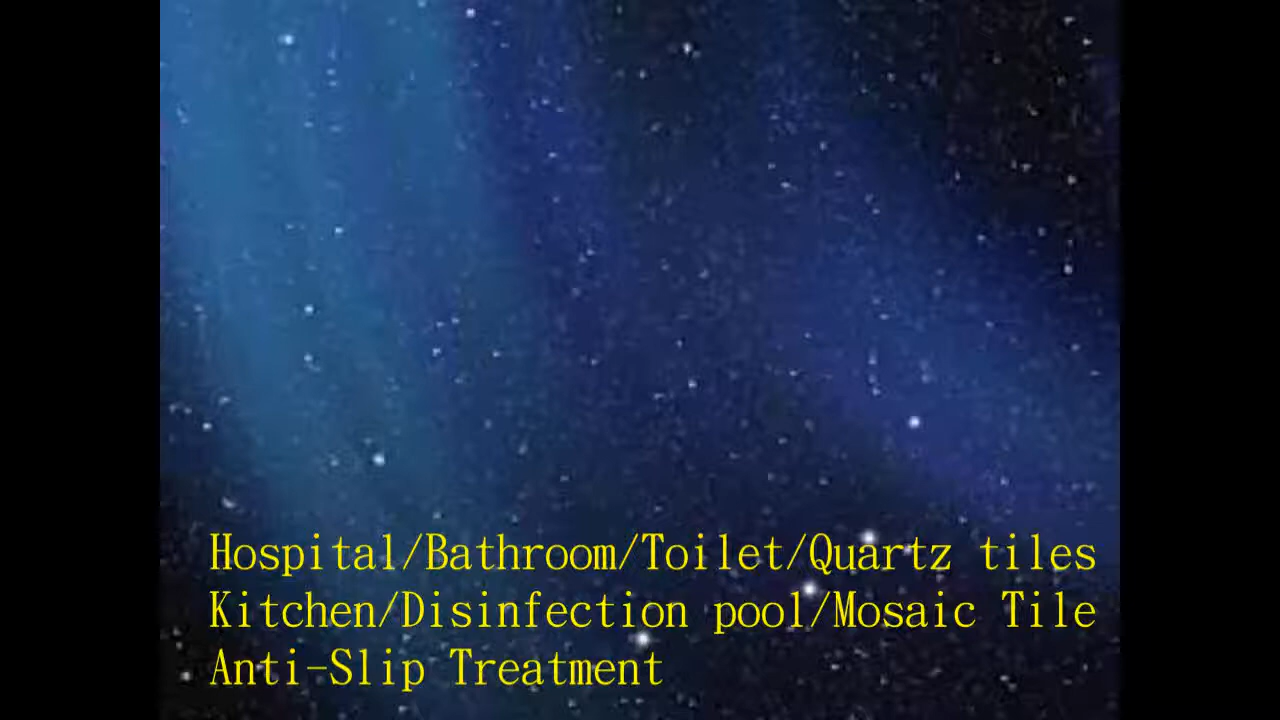 Hospital/Bathroom/Toilet/Quartz tiles
Kitchen/Disinfection pool/Mosaic Tile
Anti-Slip Treatment